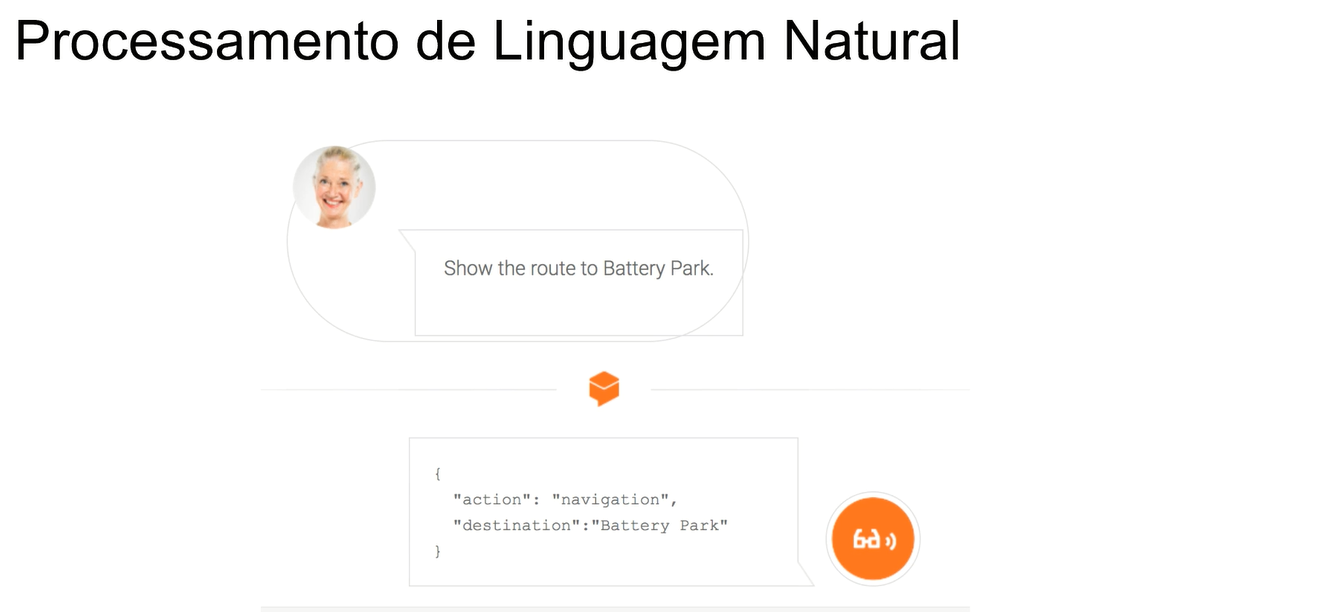 Processamento de Linguagem Natural
Show the route to Battery Park.
{
"action": "navigation",
"destination":"Battery Park"
}